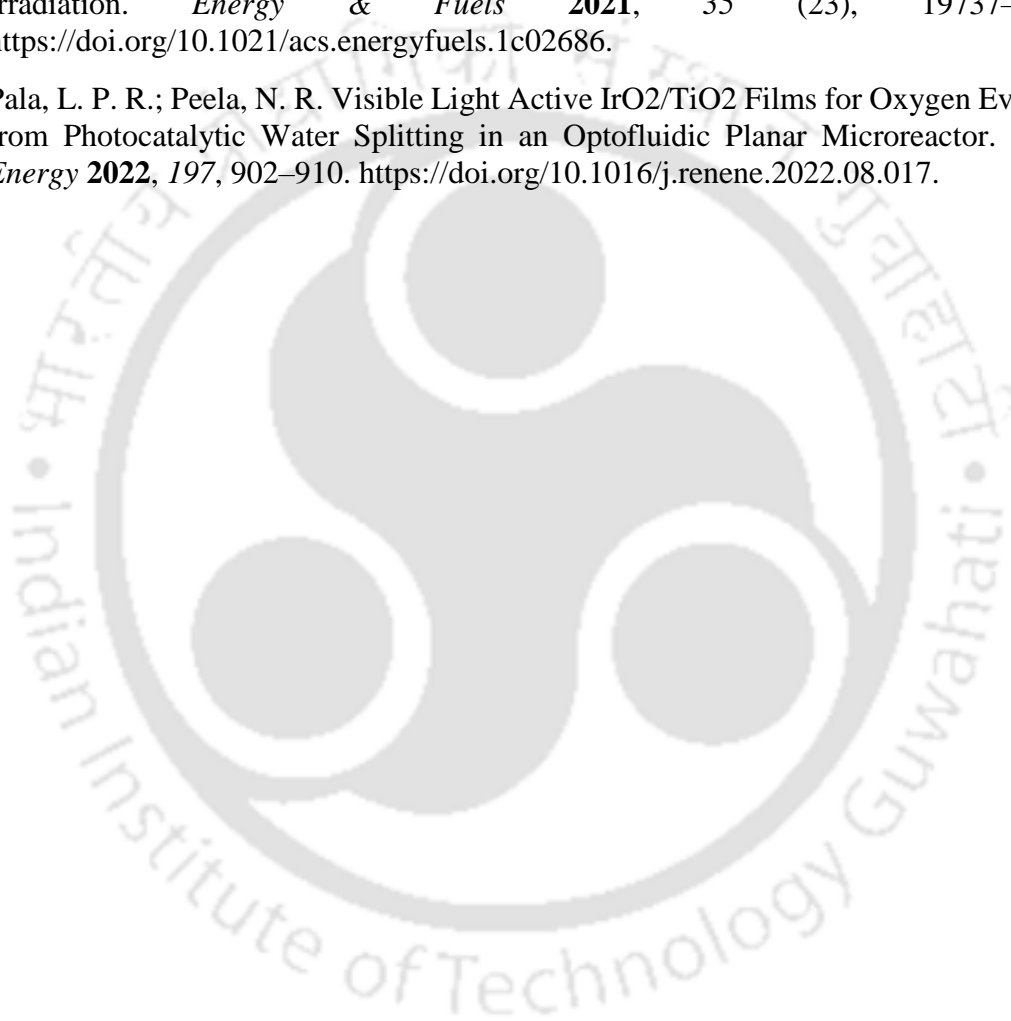 rradiation. Energy & Fuels 2021, 35 (23), 19737–
https://doi.org/10.1021/acs.energyfuels.1c02686.
Pala, L. P. R.; Peela, N. R. Visible Light Active IrO2/TiO2 Films for Oxygen Ev
from Photocatalytic Water Splitting in an Optofluidic Planar Microreactor.
Energy 2022, 197, 902–910. https://doi.org/10.1016/j.renene.2022.08.017.
भारतीय संस्थान गुवाहाटी
Indian Institute of Technology Guwahati